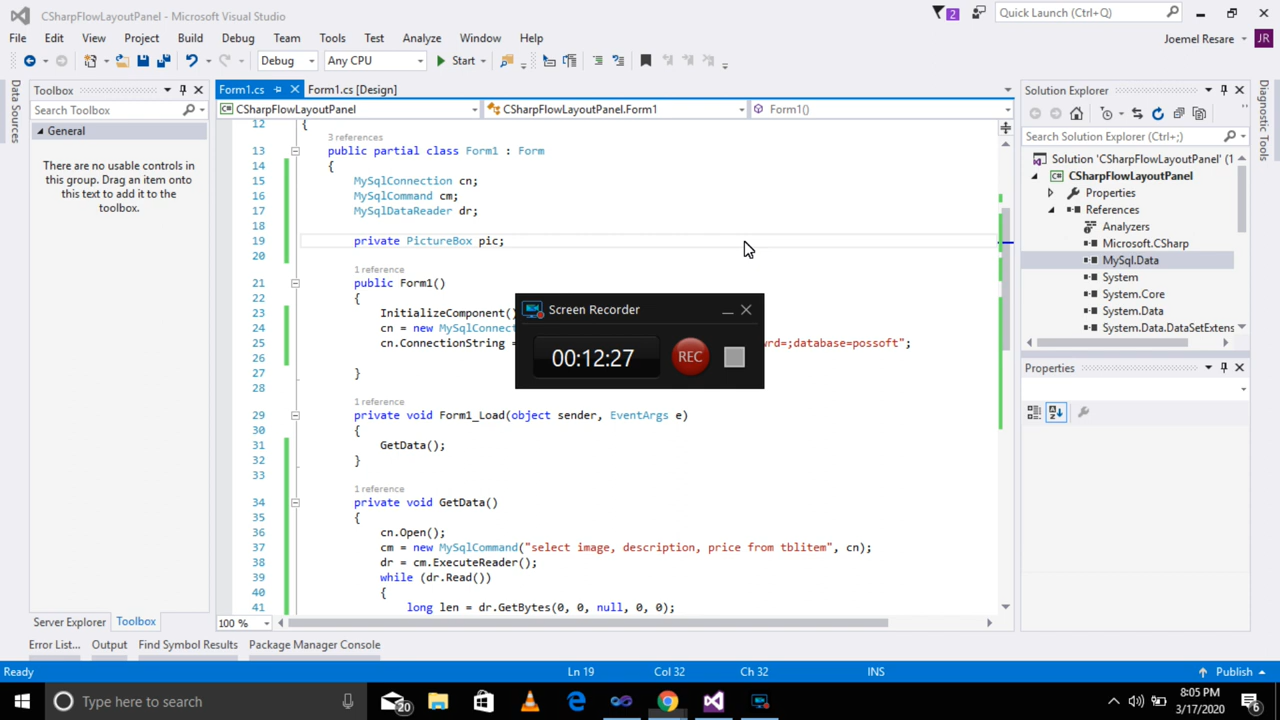 CSharpFlowLayoutPanel - Microsoft Visual Studio
2
Quick Launch (Ctrl+Q)
File Edit View Project Build Debug Team Tools Test Analyze Window Help
Joemel Resare
JR
Debug Any CPU Start
Data Sources
Toolbox
Search Toolbox
General
There are no usable controls in
this group. Drag an item onto
this text to add it to the
toolbox.
Server Explorer Toolbox
Form1.cs Form1.cs [Design]
CSharpFlowLayoutPanel CSharpFlowLayoutPanel.Form1 Form1()
12 {
3 references
13 public partial class Form1 : Form
14 {
15 MySqlConnection cn;
16 MySqlCommand cm;
17 MySqlDataReader dr;
18
19 private PictureBox pic;
20
1 reference
21 public Form1()
22 {
23 InitializeComponent()
24 cn = new MySqlConnect
25 cn.ConnectionString = wrd=;database=possoft";
26
27 }
28
1 reference
29 private void Form1_Load(object sender, EventArgs e)
30 {
31 GetData();
32 }
33
1 reference
34 private void GetData()
35 {
36 cn.Open();
37 cm = new MySqlCommand("select image, description, price from tblitem", cn);
38 dr = cm.ExecuteReader();
39 while (dr.Read())
40 {
41 long len = dr.GetBytes(0, 0, null, 0, 0);
100 %
Screen Recorder
00:12:27
REC
Solution Explorer
Search Solution Explorer (Ctrl+;)
Solution 'CSharpFlowLayoutPanel' (1
CSharpFlowLayoutPanel
Properties
References
Analyzers
Microsoft.CSharp
MySql.Data
System
System.Core
System.Data
System.Data.DataSetExtens
Properties
Diagnostic Tools
Error List... Output Find Symbol Results Package Manager Console
Ready Ln 19 Col 32 Ch 32 INS Publish
Type here to search
20
8:05 PM
3/17/2020
6